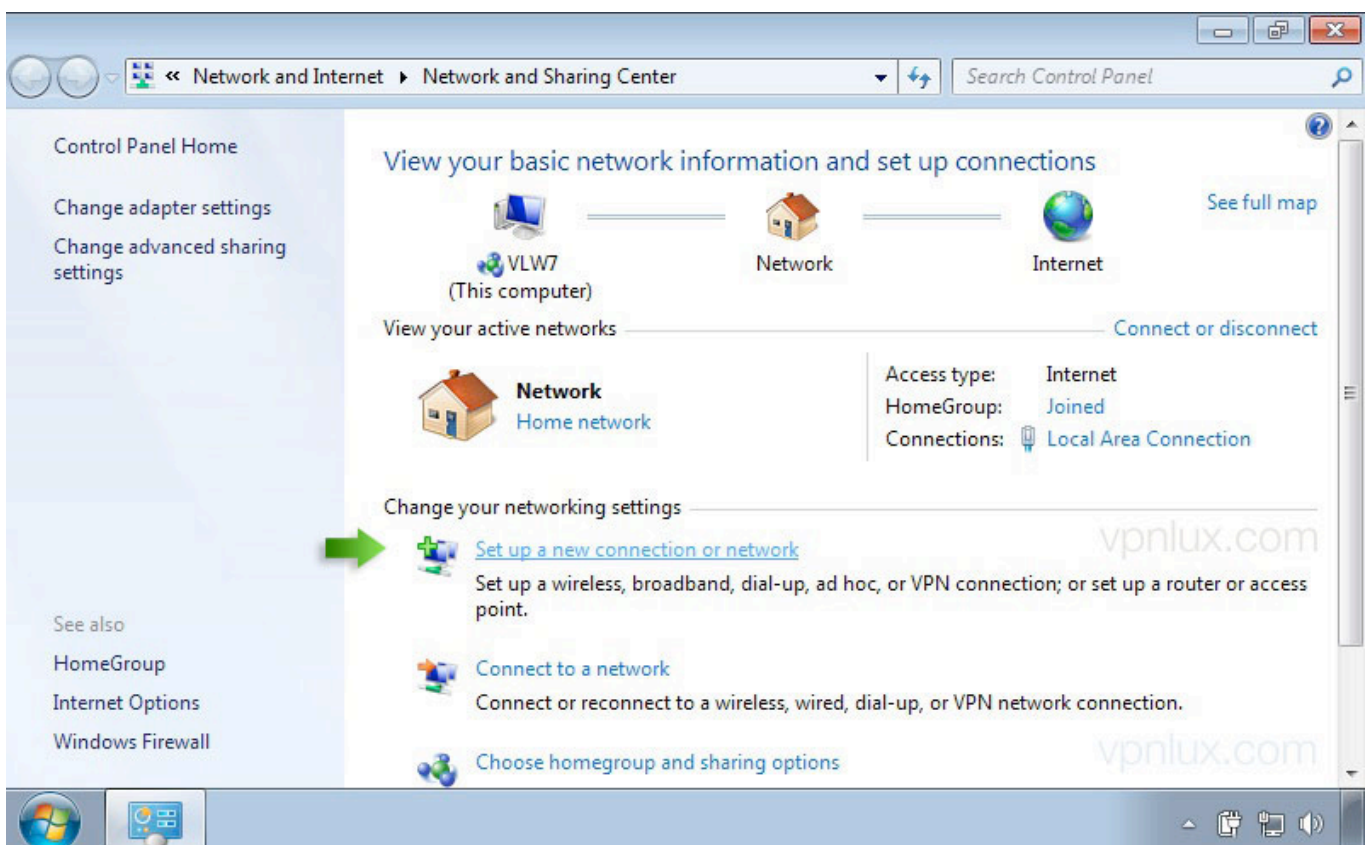 « Network and Internet ▸ Network and Sharing Center
Search Control Panel
Control Panel Home
Change adapter settings
Change advanced sharing
settings
See also
HomeGroup
Internet Options
Windows Firewall
View your basic network information and set up connections
See full map
VLW7
(This computer)
Network
Internet
View your active networks
Connect or disconnect
Network
Home network
Access type: Internet
HomeGroup: Joined
Connections: Local Area Connection
Change your networking settings
vpnlux.com
Set up a new connection or network
Set up a wireless, broadband, dial-up, ad hoc, or VPN connection; or set up a router or access
point.
Connect to a network
Connect or reconnect to a wireless, wired, dial-up, or VPN network connection.
vpnlux.com
Choose homegroup and sharing options